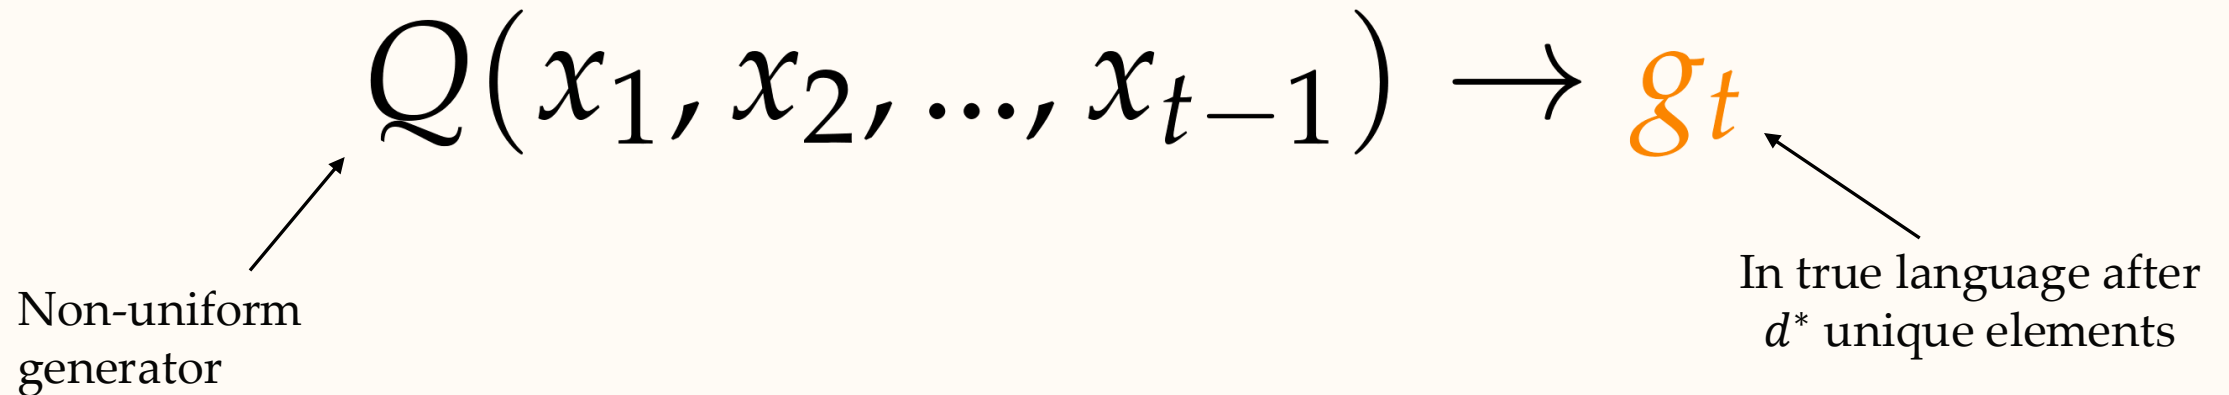 Q(x₁, x₂, ..., xₜ₋₁) → gₜ
Non-uniform
generator
In true language after
d* unique elements